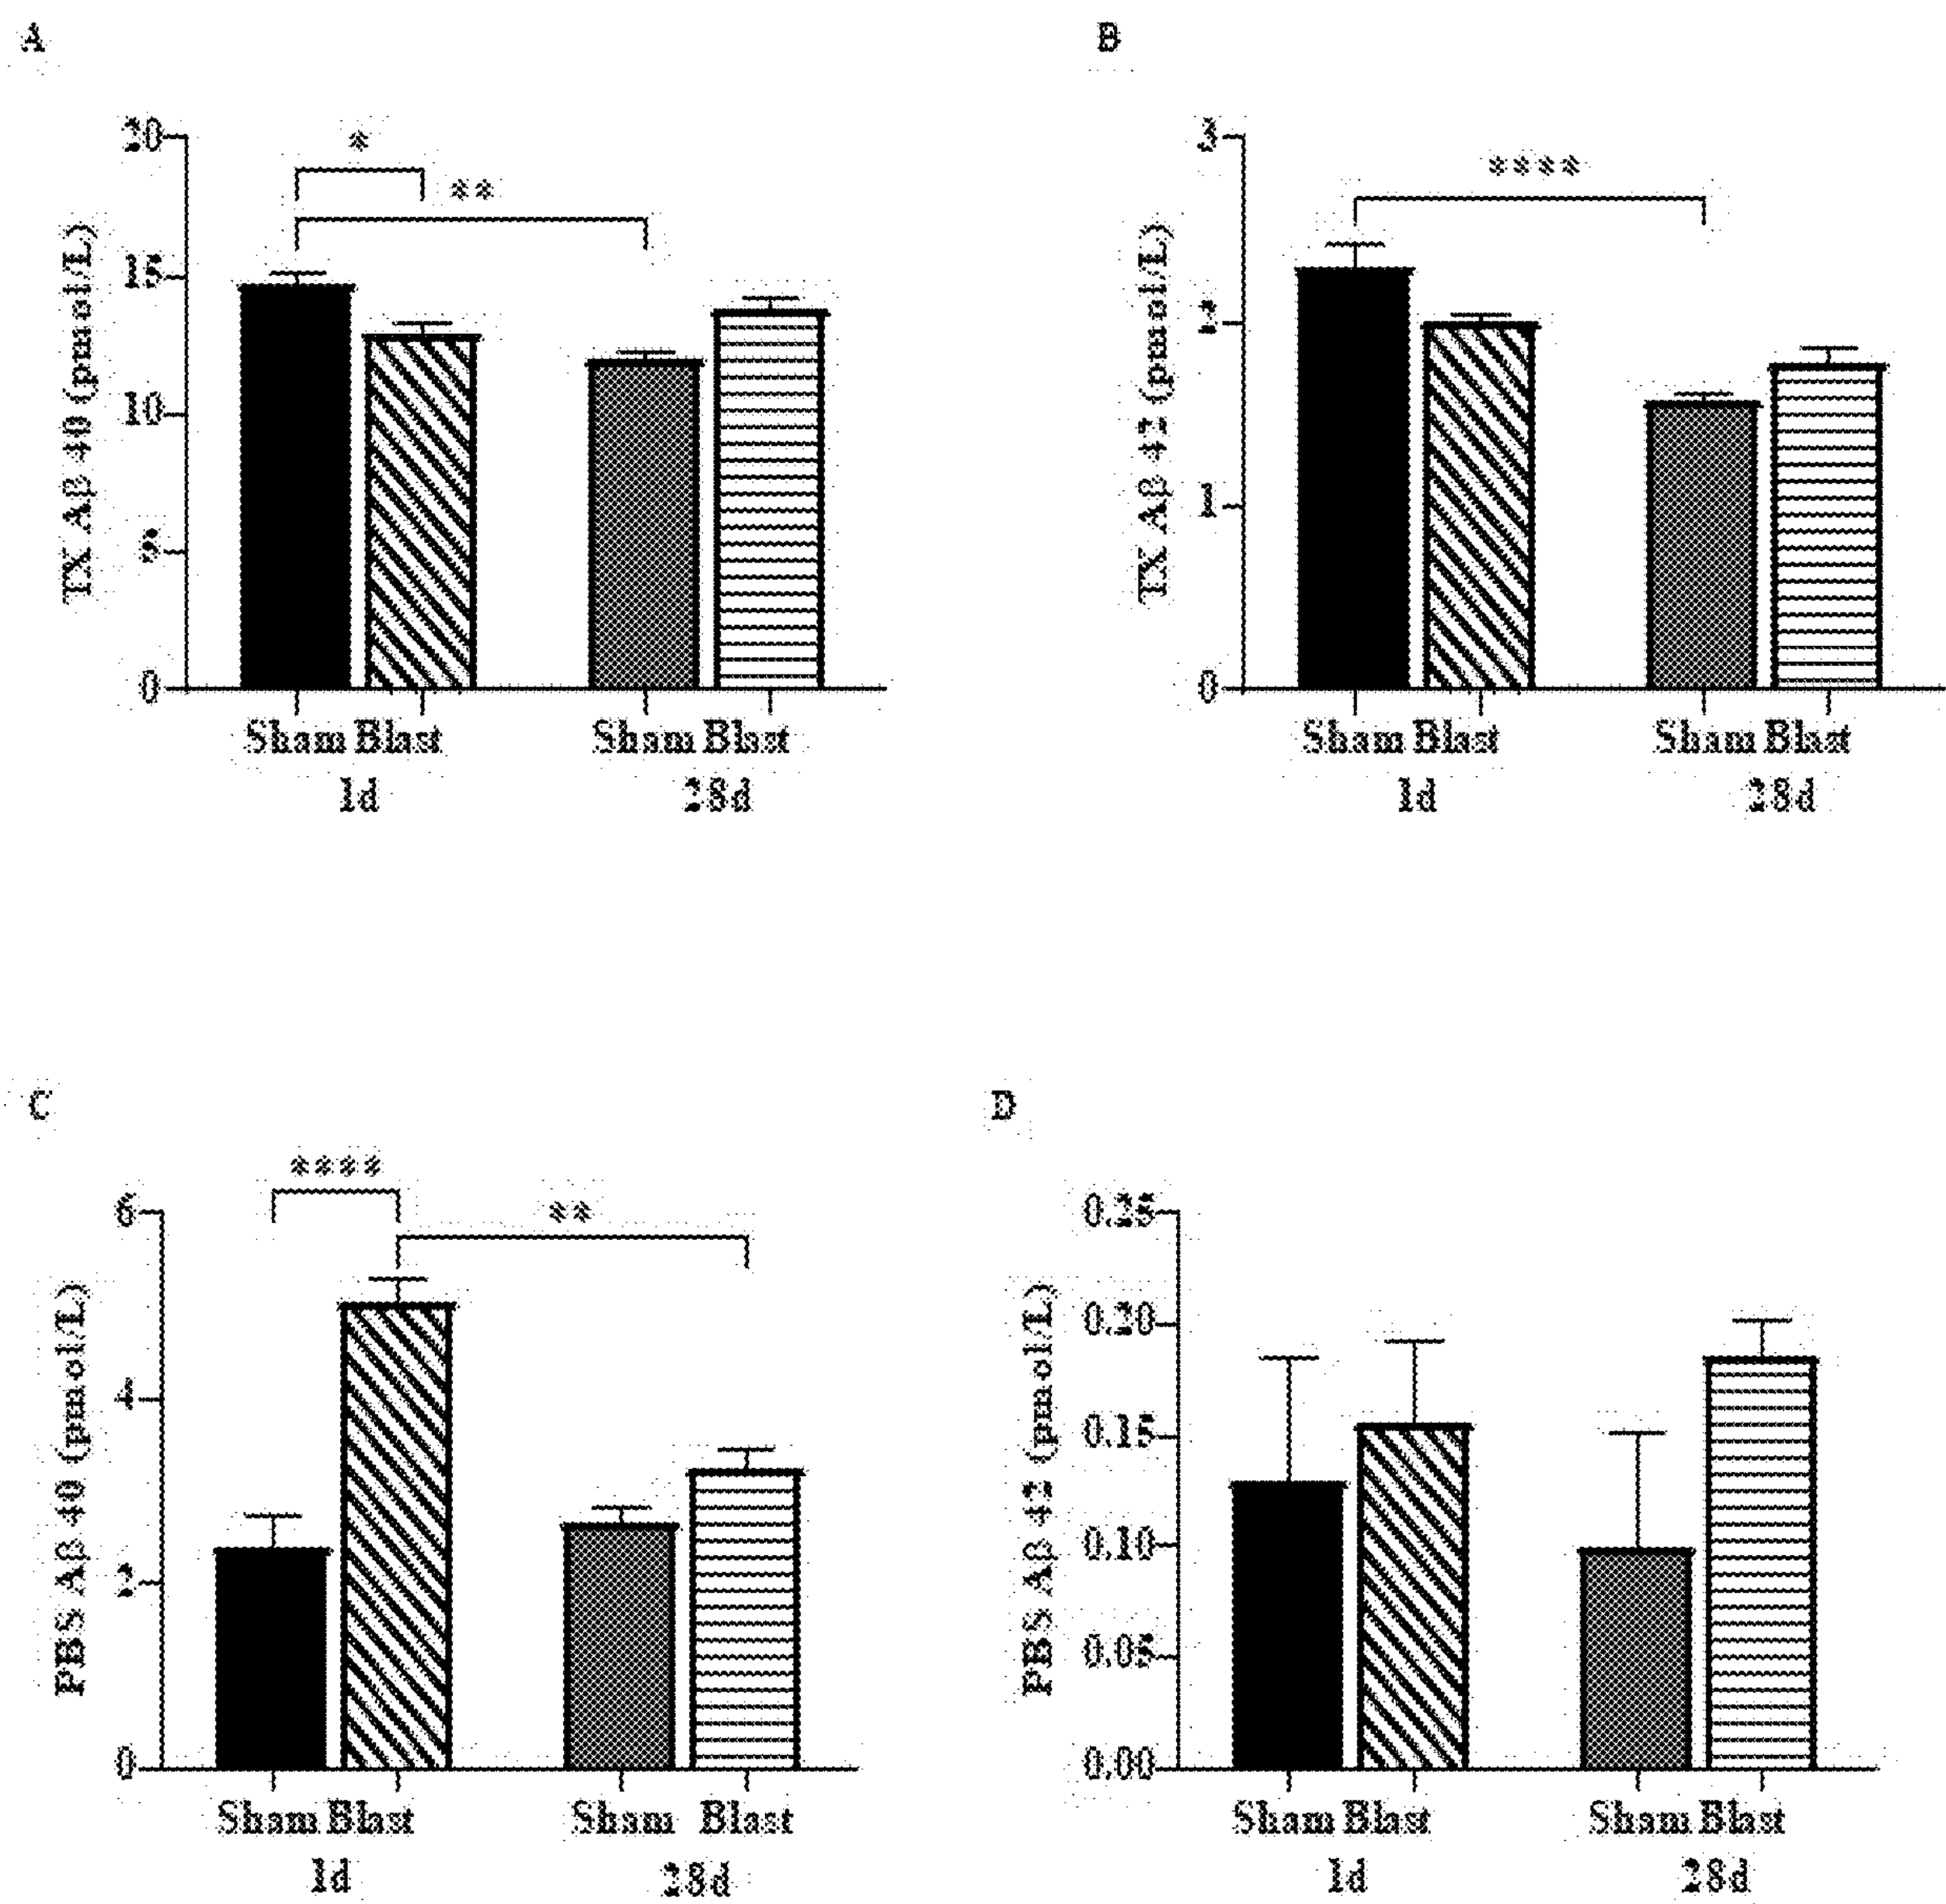 A
*
**
TX Aβ 40 (pmol/L)
20
15
10
5
0
Sham Blast
Sham Blast
1d
28d
B
****
TX Aβ 42 (pmol/L)
3
2
1
0
Sham Blast
Sham Blast
1d
28d
C
****
**
PBS Aβ 40 (pmol/L)
6
4
2
0
Sham Blast
Sham Blast
1d
28d
D
PBS Aβ 42 (pmol/L)
0.25
0.20
0.15
0.10
0.05
0.00
Sham Blast
Sham Blast
1d
28d